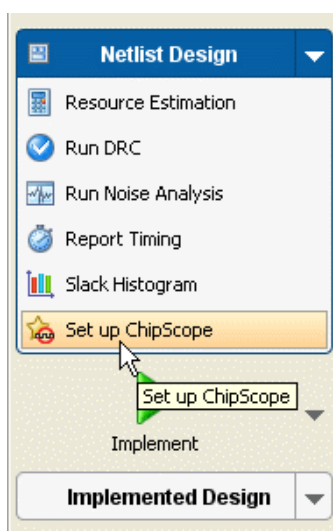 Netlist Design
Resource Estimation
Run DRC
Run Noise Analysis
Report Timing
Slack Histogram
Set up ChipScope
Set up ChipScope
Implement
Implemented Design